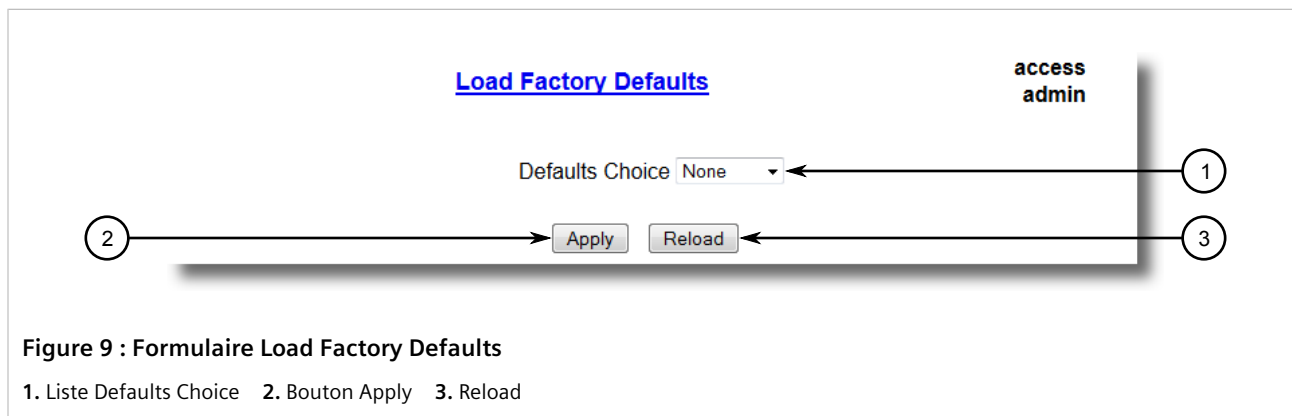 Load Factory Defaults
access
admin
Defaults Choice None
1
2
Apply Reload
3
Figure 9 : Formulaire Load Factory Defaults
1. Liste Defaults Choice 2. Bouton Apply 3. Reload